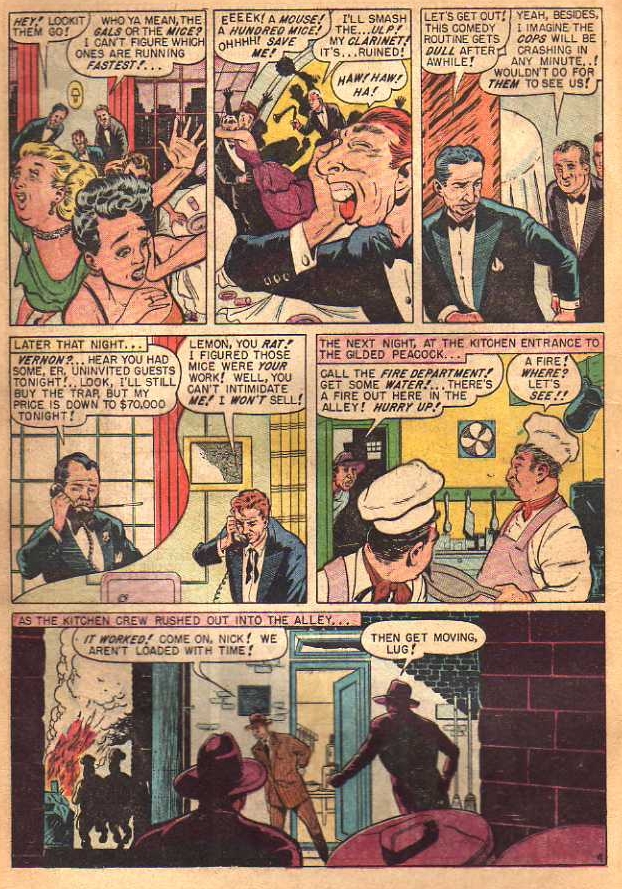 HEY! LOOKIT
THEM GO!
WHO YA MEAN, THE
GALS OR THE MICE?
I CAN'T FIGURE WHICH
ONES ARE RUNNING
FASTEST!...
EEEEK! A MOUSE!
A HUNDRED MICE!
OHHHH! SAVE
ME!
I'LL SMASH
THE...ULP!
MY CLARINET!
IT'S...RUINED!
HAW! HAW!
HA!
LET'S GET OUT!
THIS COMEDY
ROUTINE GETS
DULL AFTER
AWHILE!
YEAH, BESIDES,
I IMAGINE THE
COPS WILL BE
CRASHING IN
ANY MINUTE..!
WOULDN'T DO FOR
THEM TO SEE US!
LATER THAT NIGHT...
VERNON?... HEAR YOU HAD
SOME, ER, UNINVITED GUESTS
TONIGHT!.. LOOK, I'LL STILL
BUY THE TRAP, BUT MY
PRICE IS DOWN TO $70,000
TONIGHT!
LEMON, YOU RAT!
I FIGURED THOSE
MICE WERE YOUR
WORK! WELL, YOU
CAN'T INTIMIDATE
ME! I WON'T SELL!
THE NEXT NIGHT, AT THE KITCHEN ENTRANCE TO
THE GILDED PEACOCK...
CALL THE FIRE DEPARTMENT!
GET SOME WATER!... THERE'S
A FIRE OUT HERE IN THE
ALLEY! HURRY UP!
A FIRE!
WHERE?
LET'S
SEE!!
AS THE KITCHEN CREW RUSHED OUT INTO THE ALLEY...
IT WORKED! COME ON, NICK! WE
AREN'T LOADED WITH TIME!
THEN GET MOVING,
LUG!